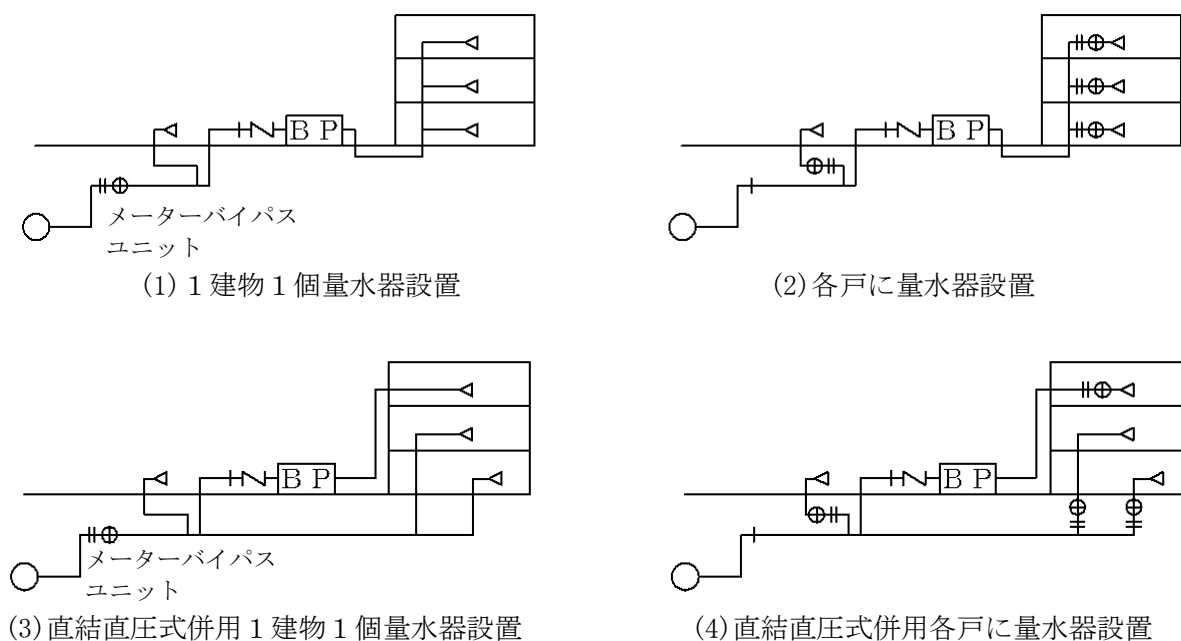 ＢＰ
ＢＰ
メーターバイパス
ユニット
(1)１建物１個量水器設置
(2)各戸に量水器設置
ＢＰ
ＢＰ
メーターバイパス
ユニット
(3)直結直圧式併用１建物１個量水器設置
(4)直結直圧式併用各戸に量水器設置